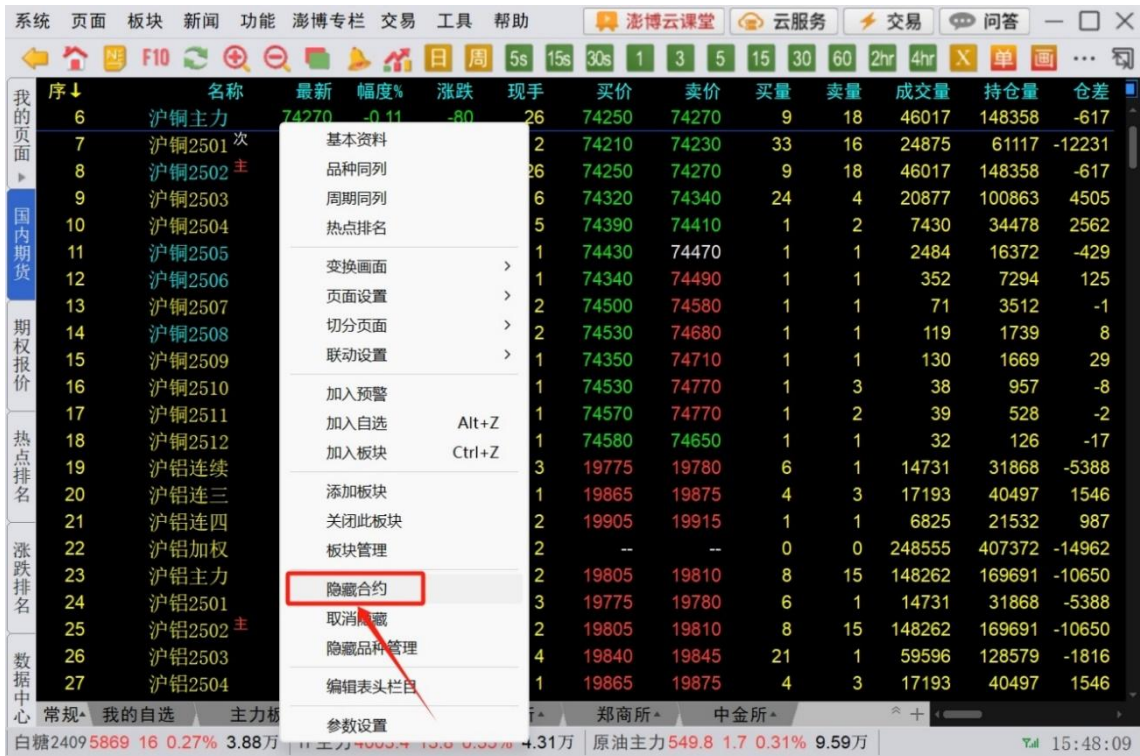 系统 页面 板块 新闻 功能 澎博专栏 交易 工具 帮助 澎博云课堂 云服务 交易 问答
F10 日 周 5s 15s 30s 1 3 5 15 30 60 2hr 4hr X 单 画 ...
我的页面
国内期货
期权报价
热点排名
涨跌排名
数据中心
序↓ 名称 最新 幅度% 涨跌 现手 买价 卖价 买量 卖量 成交量 持仓量 仓差
6 沪铜主力 74270 -0.11 -80 26 74250 74270 9 18 46017 148358 -617
7 沪铜2501 次 2 74210 74230 33 16 24875 61117 -12231
8 沪铜2502 主 26 74250 74270 9 18 46017 148358 -617
9 沪铜2503 6 74320 74340 24 4 20877 100863 4505
10 沪铜2504 5 74390 74410 1 2 7430 34478 2562
11 沪铜2505 1 74430 74470 1 1 2484 16372 -429
12 沪铜2506 1 74340 74490 1 1 352 7294 125
13 沪铜2507 2 74500 74580 1 1 71 3512 -1
14 沪铜2508 2 74530 74680 1 1 119 1739 8
15 沪铜2509 1 74350 74710 1 1 130 1669 29
16 沪铜2510 1 74530 74770 1 3 38 957 -8
17 沪铜2511 1 74570 74770 1 2 39 528 -2
18 沪铜2512 1 74580 74650 1 1 32 126 -17
19 沪铝连续 3 19775 19780 6 1 14731 31868 -5388
20 沪铝连三 1 19865 19875 4 3 17193 40497 1546
21 沪铝连四 2 19905 19915 1 1 6825 21532 987
22 沪铝加权 2 -- -- 0 0 248555 407372 -14962
23 沪铝主力 2 19805 19810 8 15 148262 169691 -10650
24 沪铝2501 3 19775 19780 6 1 14731 31868 -5388
25 沪铝2502 主 2 19805 19810 8 15 148262 169691 -10650
26 沪铝2503 4 19840 19845 21 1 59596 128579 -1816
27 沪铝2504 1 19865 19875 4 3 17193 40497 1546
基本资料
品种同列
周期同列
热点排名
变换画面 >
页面设置 >
切分页面 >
联动设置 >
加入预警
加入自选 Alt+Z
加入板块 Ctrl+Z
添加板块
关闭此板块
板块管理
隐藏合约
取消隐藏
隐藏品种管理
编辑表头栏目
参数设置
常规 我的自选 主力板 郑商所 中金所
白糖2409 5869 16 0.27% 3.88万 4.31万 原油主力 549.8 1.7 0.31% 9.59万 15:48:09